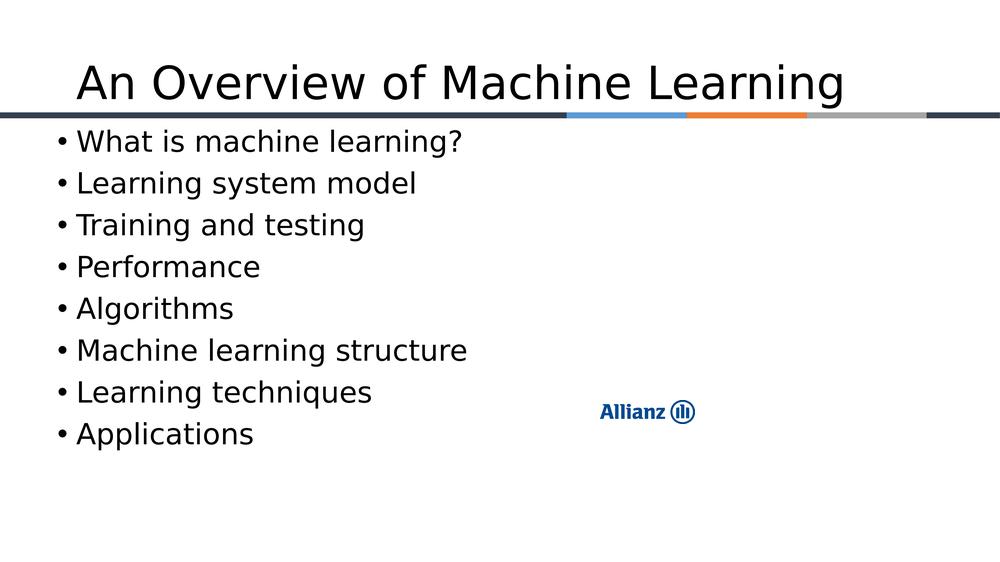 An Overview of Machine Learning
• What is machine learning?
• Learning system model
• Training and testing
• Performance
• Algorithms
• Machine learning structure
• Learning techniques
• Applications
Allianz